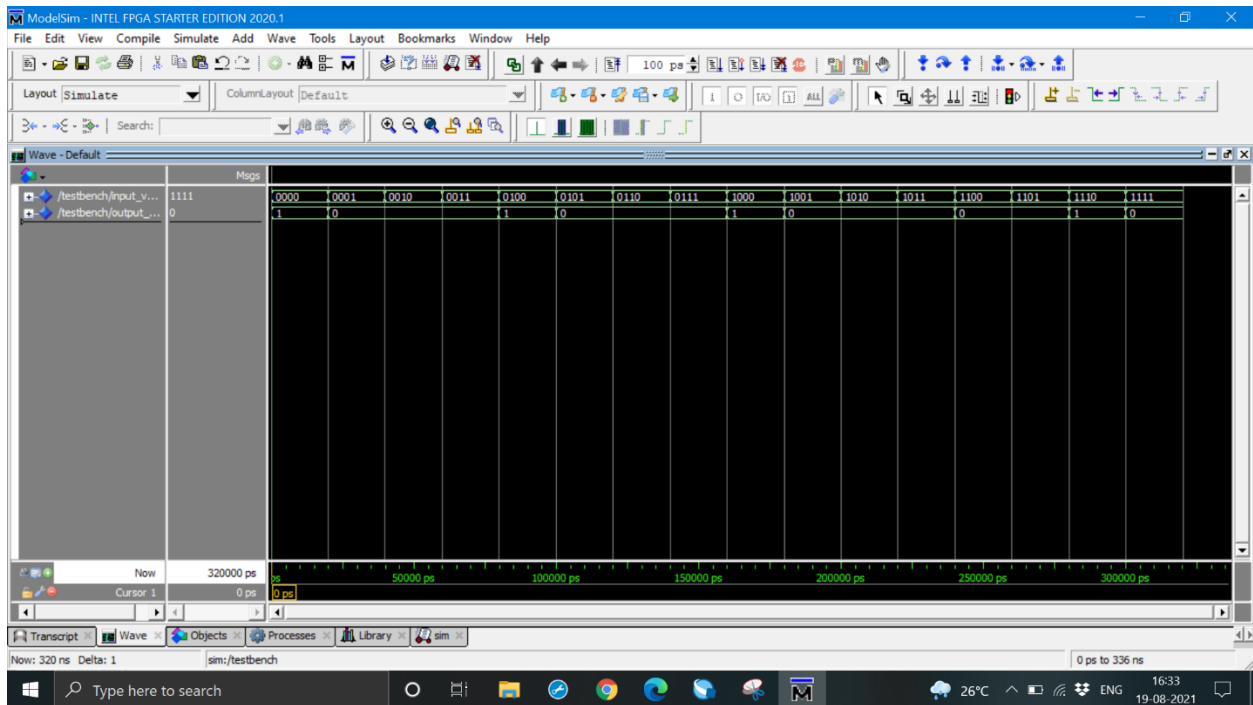 ModelSim - INTEL FPGA STARTER EDITION 2020.1
File Edit View Compile Simulate Add Wave Tools Layout Bookmarks Window Help
100 ps
Layout Simulate ColumnLayout Default
Search:
Wave - Default
Msgs
/testbench/input_v... 1111 0000 0001 0010 0011 0100 0101 0110 0111 1000 1001 1010 1011 1100 1101 1110 1111
/testbench/output_... 0 1 0 1 0 1 0 0 1 0
Now 320000 ps ps 50000 ps 100000 ps 150000 ps 200000 ps 250000 ps 300000 ps
Cursor 1 0 ps 0 ps
Transcript Wave Objects Processes Library sim
Now: 320 ns Delta: 1 sim:/testbench 0 ps to 336 ns
Type here to search 26°C ENG 16:33
19-08-2021